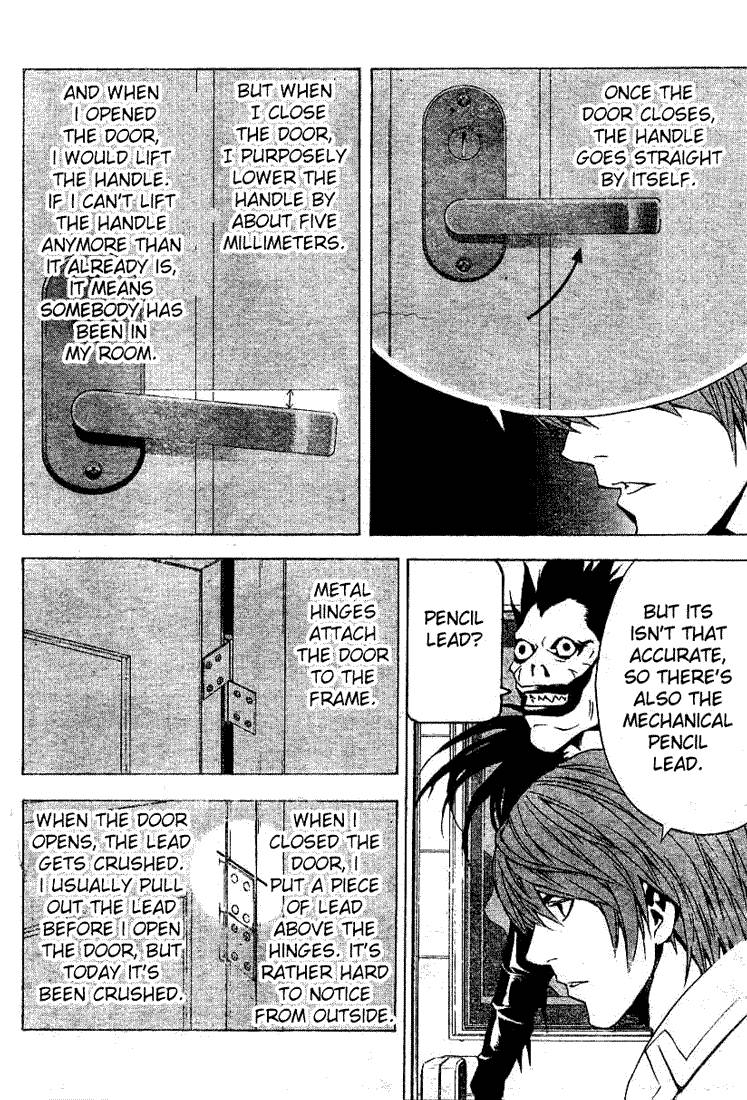 ONCE THE
DOOR CLOSES,
THE HANDLE
GOES STRAIGHT
BY ITSELF.
BUT WHEN
I CLOSE
THE DOOR,
I PURPOSELY
LOWER THE
HANDLE BY
ABOUT FIVE
MILLIMETERS.
AND WHEN
I OPENED
THE DOOR,
I WOULD LIFT
THE HANDLE.
IF I CAN'T LIFT
THE HANDLE
ANYMORE THAN
IT ALREADY IS,
IT MEANS
SOMEBODY HAS
BEEN IN
MY ROOM.
BUT ITS
ISN'T THAT
ACCURATE,
SO THERE'S
ALSO THE
MECHANICAL
PENCIL
LEAD.
PENCIL
LEAD?
METAL
HINGES
ATTACH
THE DOOR
TO THE
FRAME.
WHEN I
CLOSED THE
DOOR, I
PUT A PIECE
OF LEAD
ABOVE THE
HINGES. IT'S
RATHER HARD
TO NOTICE
FROM OUTSIDE.
WHEN THE DOOR
OPENS, THE LEAD
GETS CRUSHED.
I USUALLY PULL
OUT THE LEAD
BEFORE I OPEN
THE DOOR, BUT
TODAY IT'S
BEEN CRUSHED.